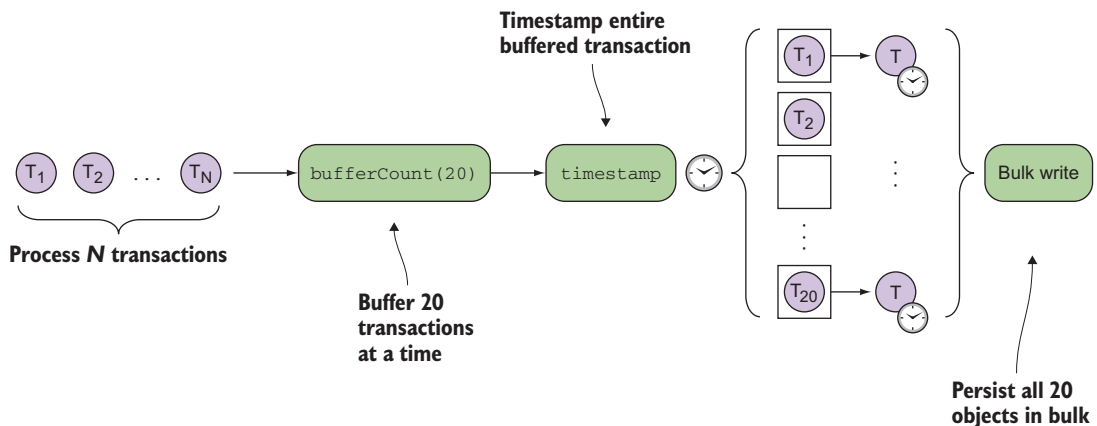 Timestamp entire
buffered transaction
T1
T
T2
T1 T2 . . . TN
bufferCount(20)
timestamp
Bulk write
Process N transactions
Buffer 20
transactions
at a time
T20
T
Persist all 20
objects in bulk